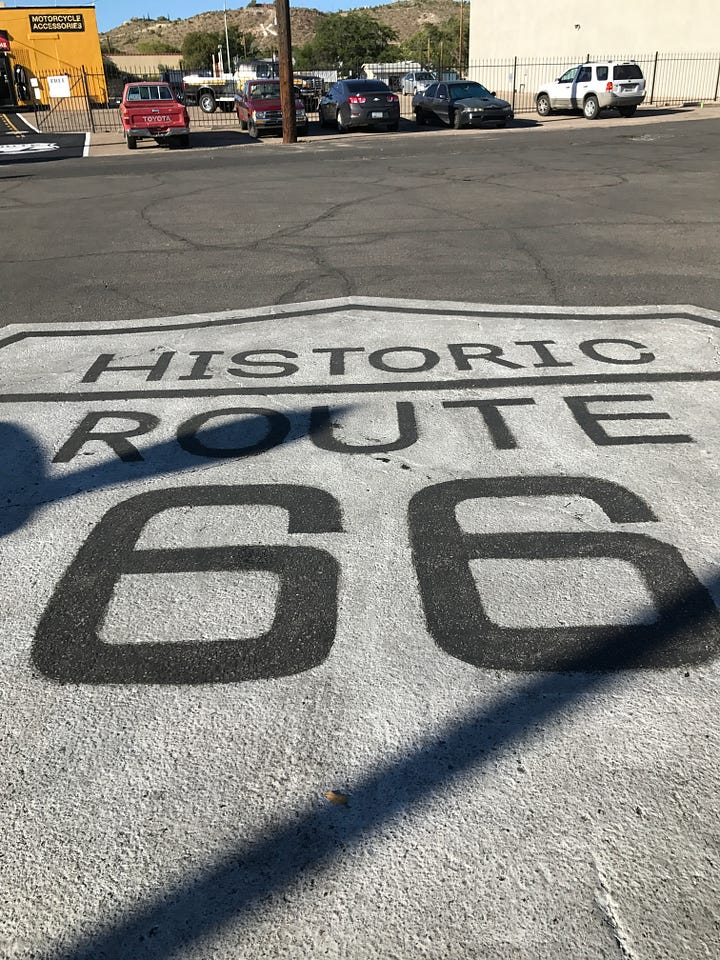 MOTORCYCLE
ACCESSORIES
TOYOTA
HISTORIC
ROUTE
66